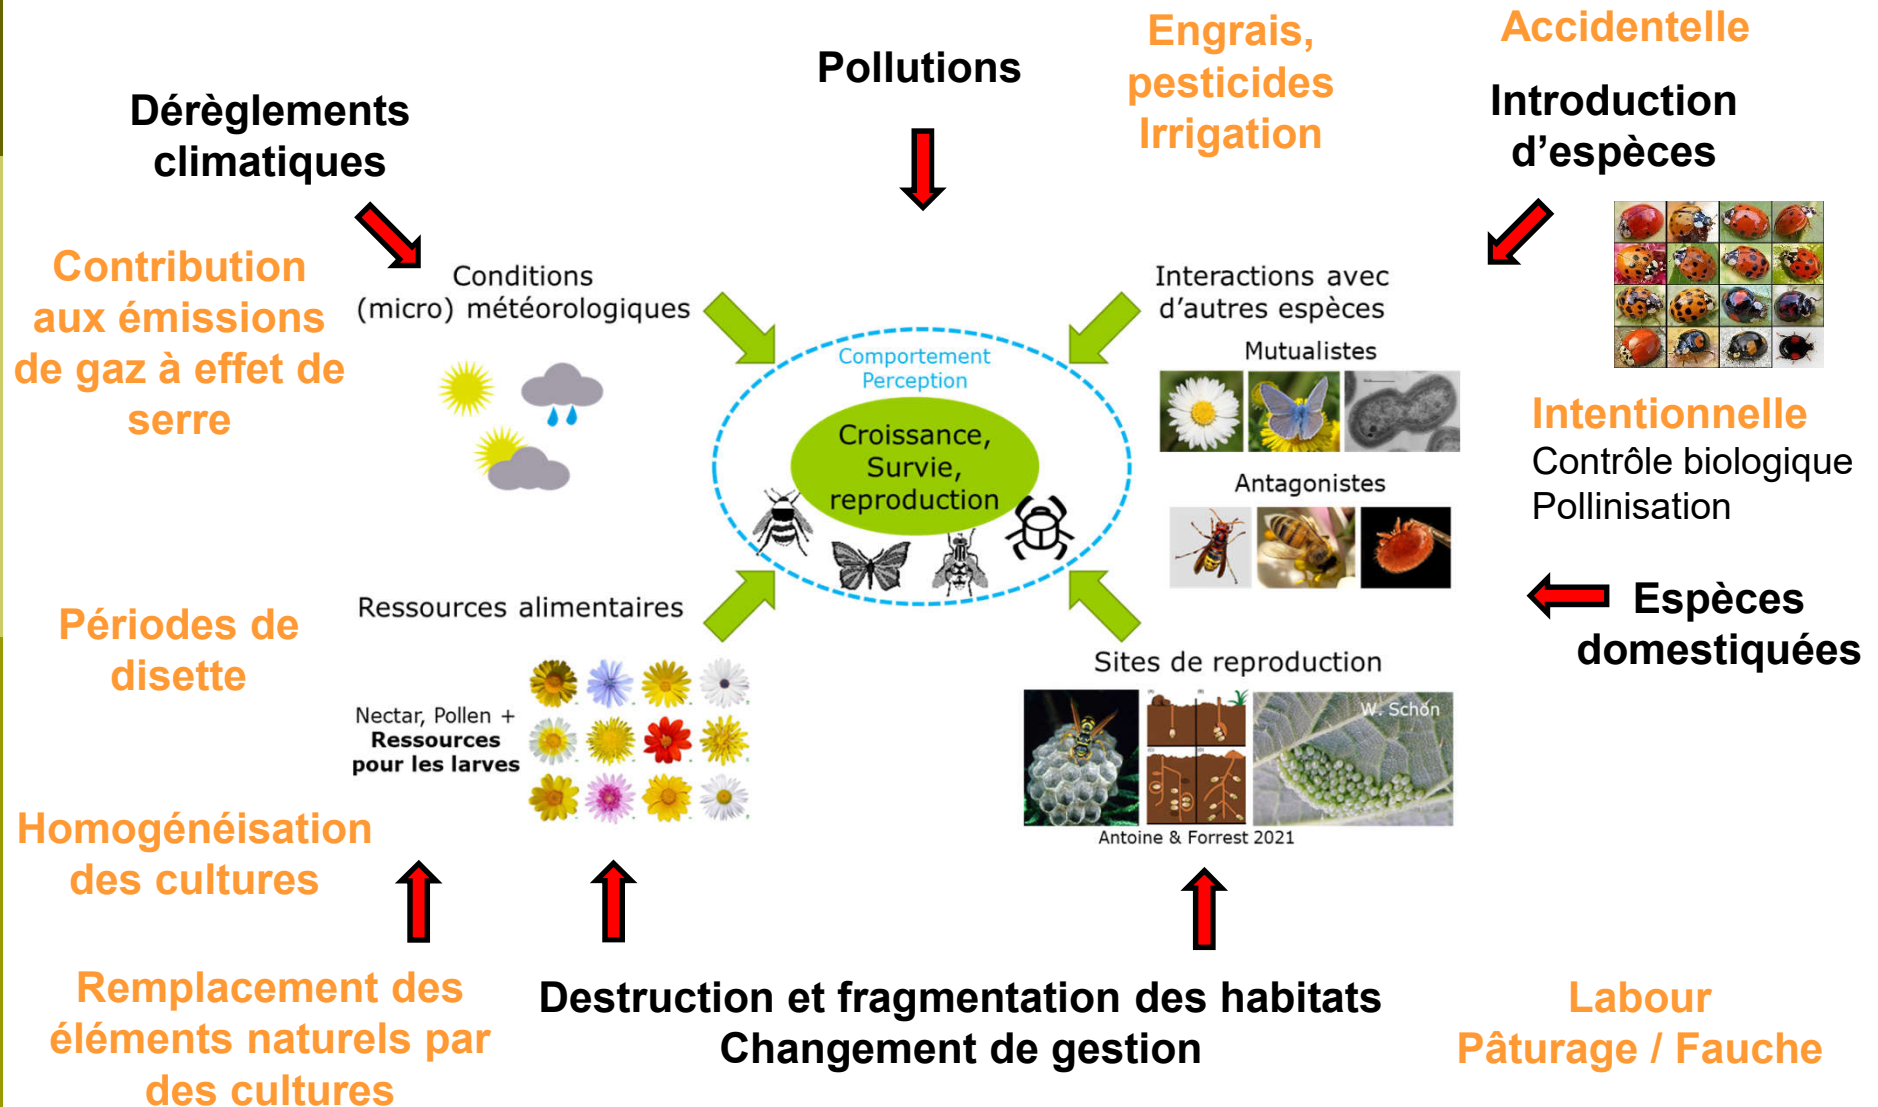 Dérèglements
climatiques
Pollutions
Engrais,
pesticides
Irrigation
Accidentelle
Introduction
d'espèces
Contribution
aux émissions
de gaz à effet de
serre
Conditions
(micro) météorologiques
Interactions avec
d'autres espèces
Mutualistes
Antagonistes
Comportement
Perception
Croissance,
Survie,
reproduction
Intentionnelle
Contrôle biologique
Pollinisation
Espèces
domestiquées
Périodes de
disette
Ressources alimentaires
Nectar, Pollen +
Ressources
pour les larves
Sites de reproduction
W. Schön
Antoine & Forrest 2021
Homogénéisation
des cultures
Remplacement des
éléments naturels par
des cultures
Destruction et fragmentation des habitats
Changement de gestion
Labour
Pâturage / Fauche